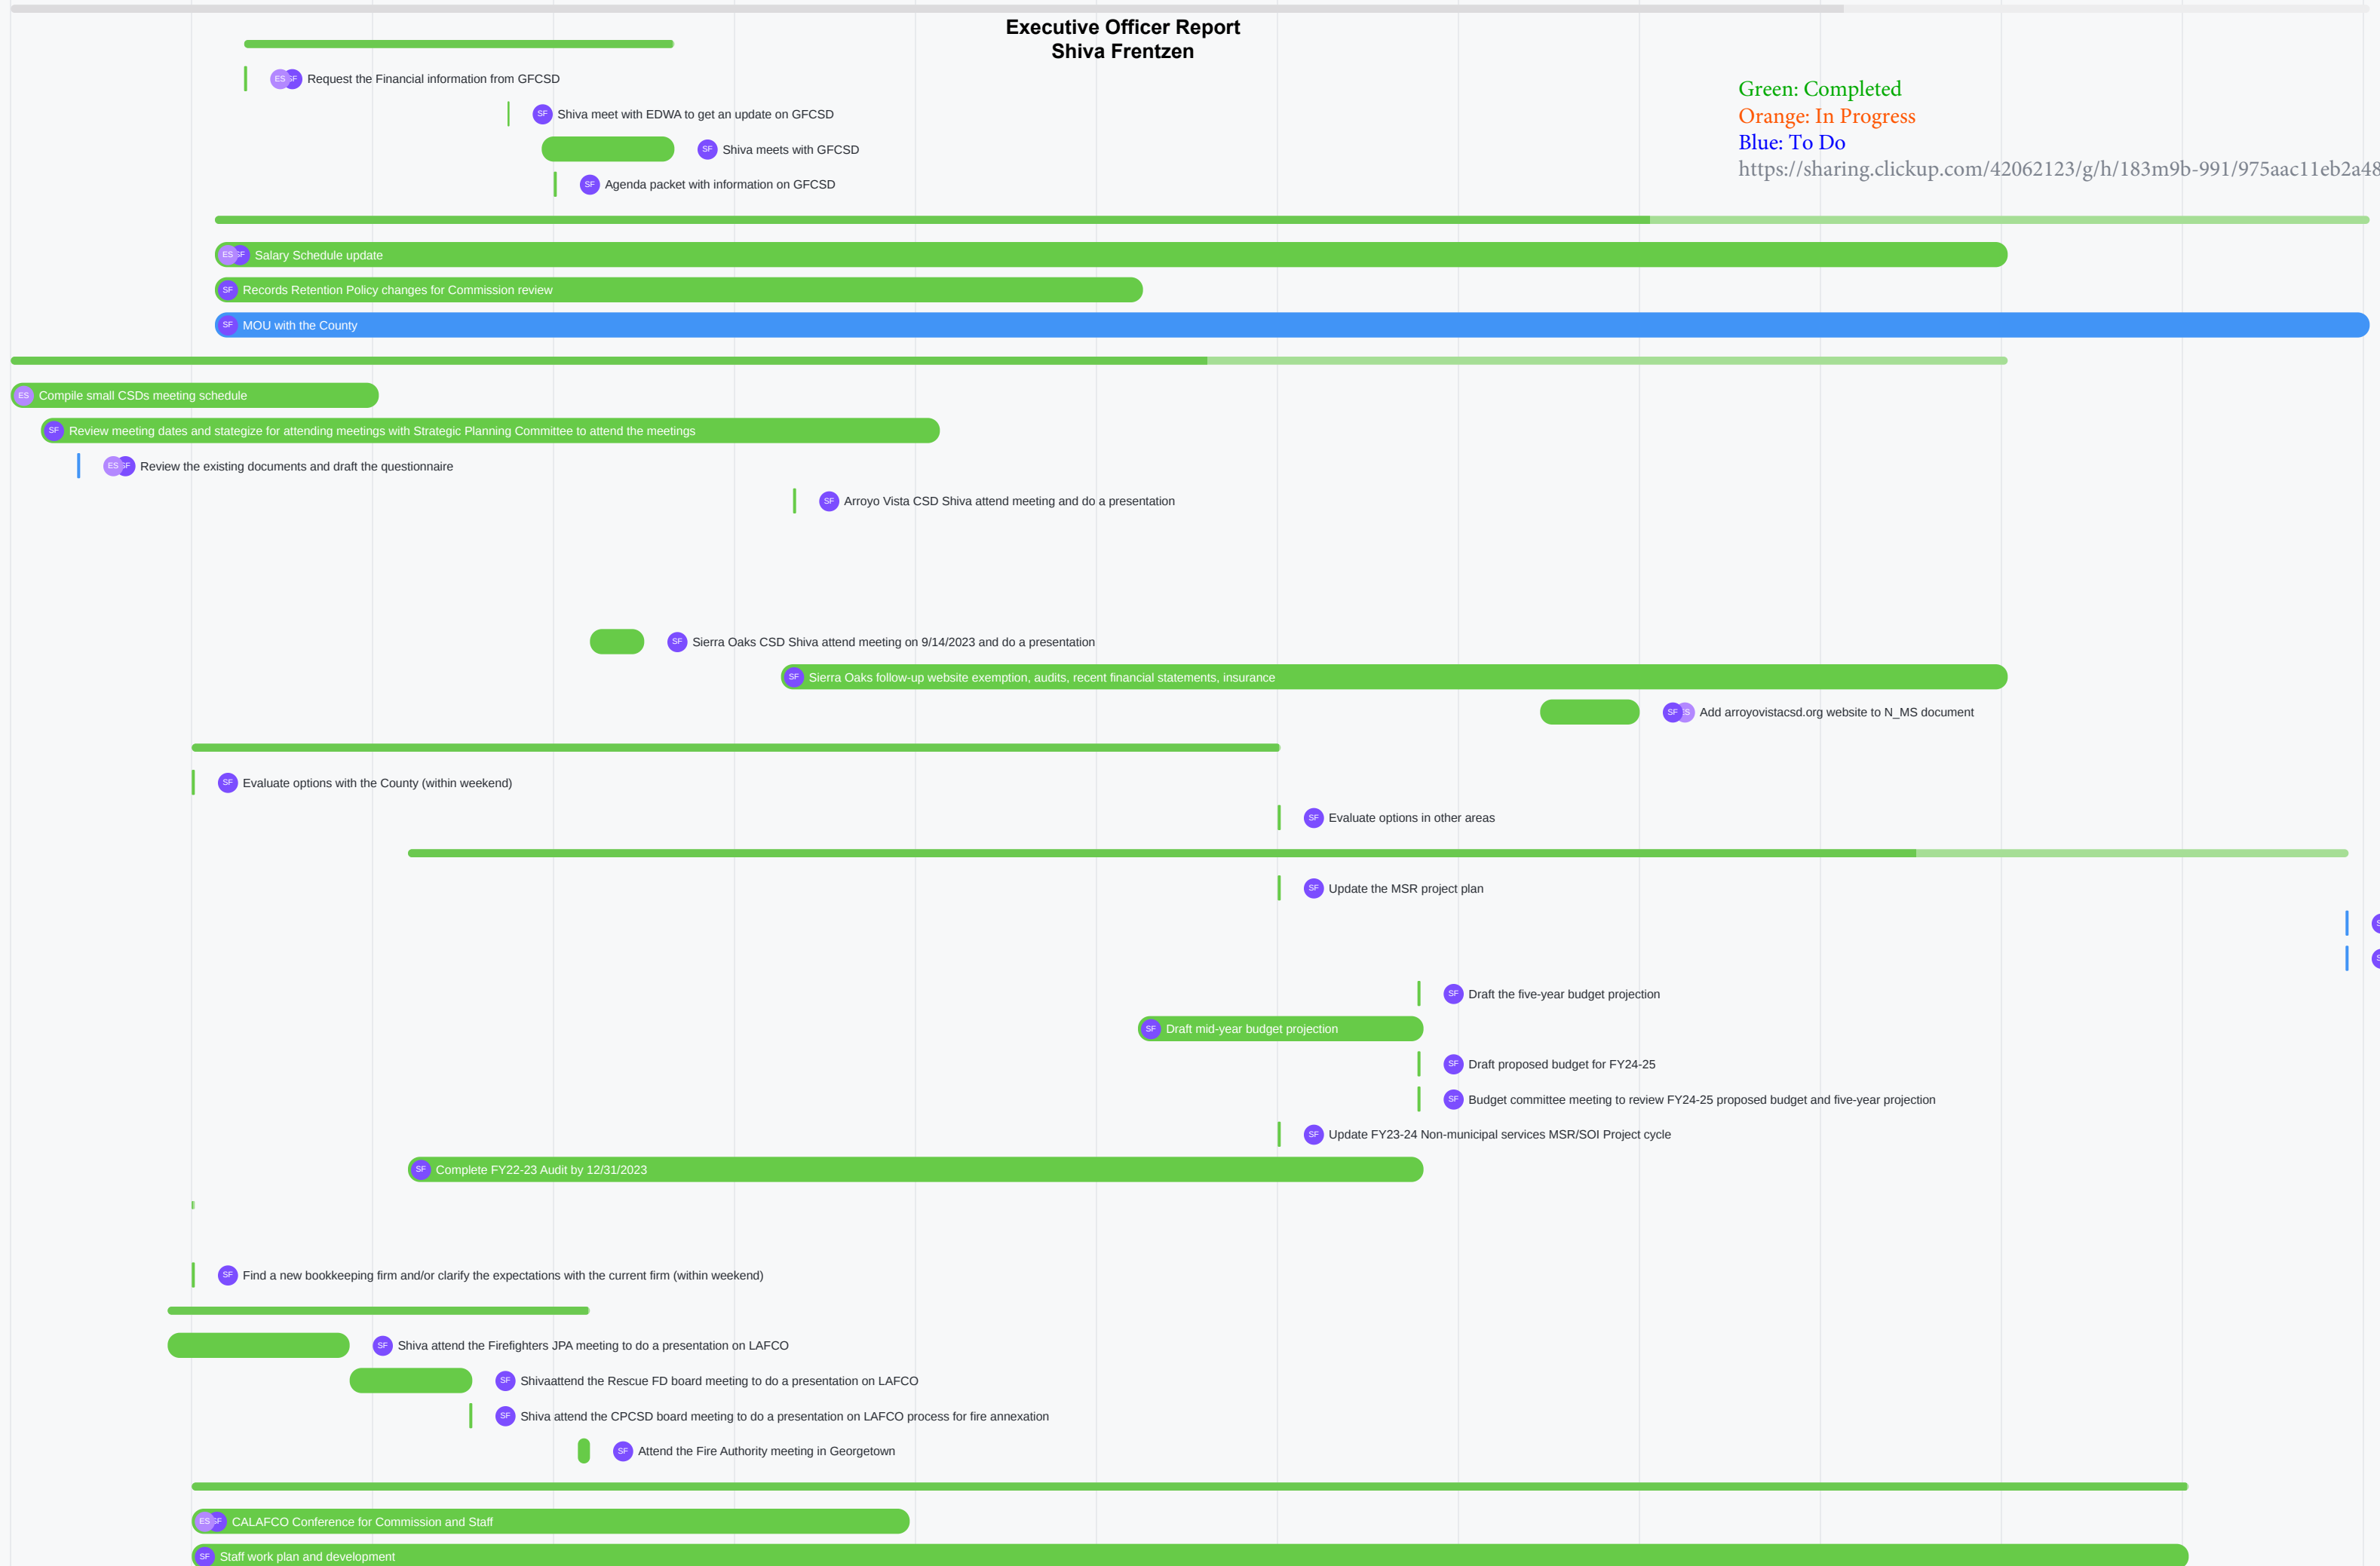 Executive Officer Report
Shiva Frentzen
ES SF Request the Financial information from GFCSD
Green: Completed
SF Shiva meet with EDWA to get an update on GFCSD
Orange: In Progress
Blue: To Do
SF Shiva meets with GFCSD
https://sharing.clickup.com/42062123/g/h/183m9b-991/975aac11eb2a48
SF Agenda packet with information on GFCSD
ES SF Salary Schedule update
SF Records Retention Policy changes for Commission review
SF MOU with the County
ES Compile small CSDs meeting schedule
SF Review meeting dates and stategize for attending meetings with Strategic Planning Committee to attend the meetings
ES SF Review the existing documents and draft the questionnaire
SF Arroyo Vista CSD Shiva attend meeting and do a presentation
SF Sierra Oaks CSD Shiva attend meeting on 9/14/2023 and do a presentation
SF Sierra Oaks follow-up website exemption, audits, recent financial statements, insurance
SF ES Add arroyovistacsd.org website to N_MS document
SF Evaluate options with the County (within weekend)
SF Evaluate options in other areas
SF Update the MSR project plan
SF Draft the five-year budget projection
SF Draft mid-year budget projection
SF Draft proposed budget for FY24-25
SF Budget committee meeting to review FY24-25 proposed budget and five-year projection
SF Update FY23-24 Non-municipal services MSR/SOI Project cycle
SF Complete FY22-23 Audit by 12/31/2023
SF Find a new bookkeeping firm and/or clarify the expectations with the current firm (within weekend)
SF Shiva attend the Firefighters JPA meeting to do a presentation on LAFCO
SF Shivaattend the Rescue FD board meeting to do a presentation on LAFCO
SF Shiva attend the CPCSD board meeting to do a presentation on LAFCO process for fire annexation
SF Attend the Fire Authority meeting in Georgetown
ES SF CALAFCO Conference for Commission and Staff
SF Staff work plan and development